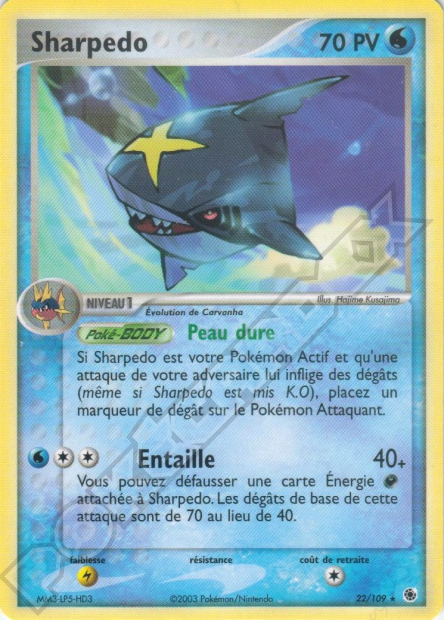 Sharpedo 70 PV
Illus. Hajime Kusajima
NIVEAU 1
Évolution de Carvanha
Poké-BODY Peau dure
Si Sharpedo est votre Pokémon Actif et qu'une
attaque de votre adversaire lui inflige des dégâts
(même si Sharpedo est mis K.O), placez un
marqueur de dégât sur le Pokémon Attaquant.
Entaille 40+
Vous pouvez défausser une carte Énergie
attachée à Sharpedo. Les dégâts de base de cette
attaque sont de 70 au lieu de 40.
faiblesse résistance coût de retraite
MM3-LP5-HD3 ©2003 Pokémon/Nintendo 22/109 ★